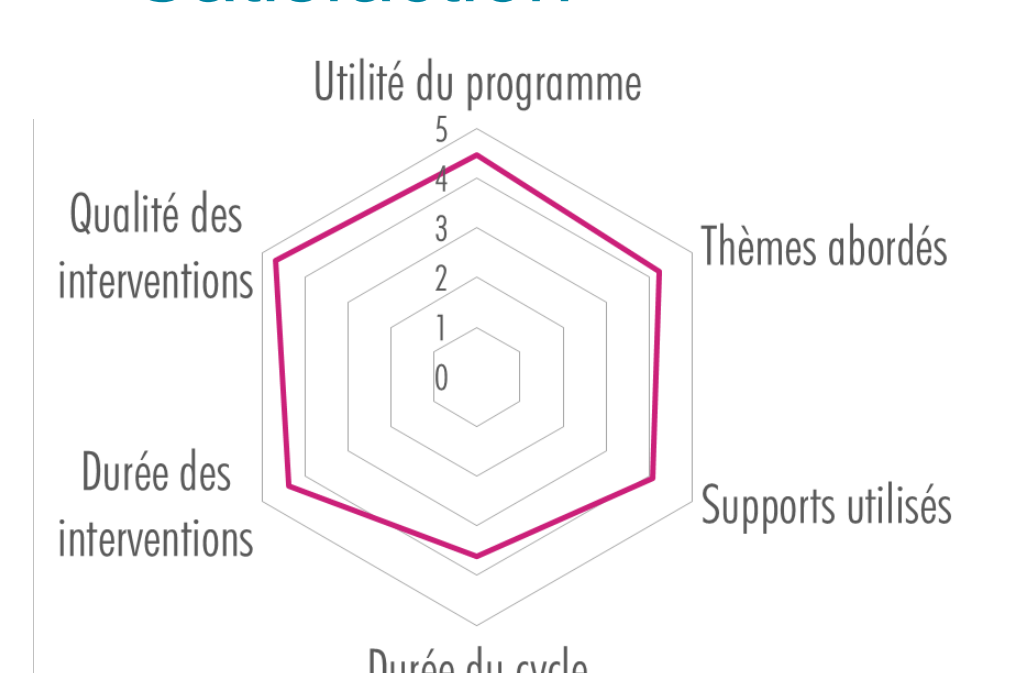 Satisfaction
Utilité du programme
5
4
3
2
1
0
Qualité des
interventions
Thèmes abordés
Durée des
interventions
Supports utilisés
Durée du cycle